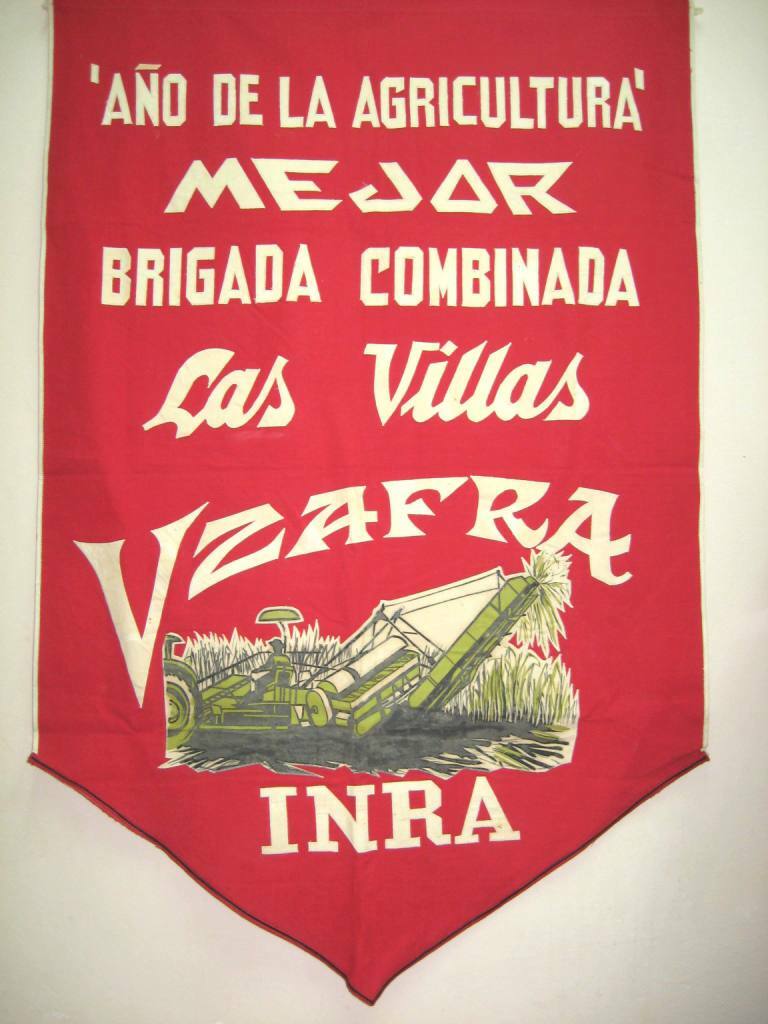 'AÑO DE LA AGRICULTURA'
MEJOR
BRIGADA COMBINADA
Las Villas
V ZAFRA
INRA